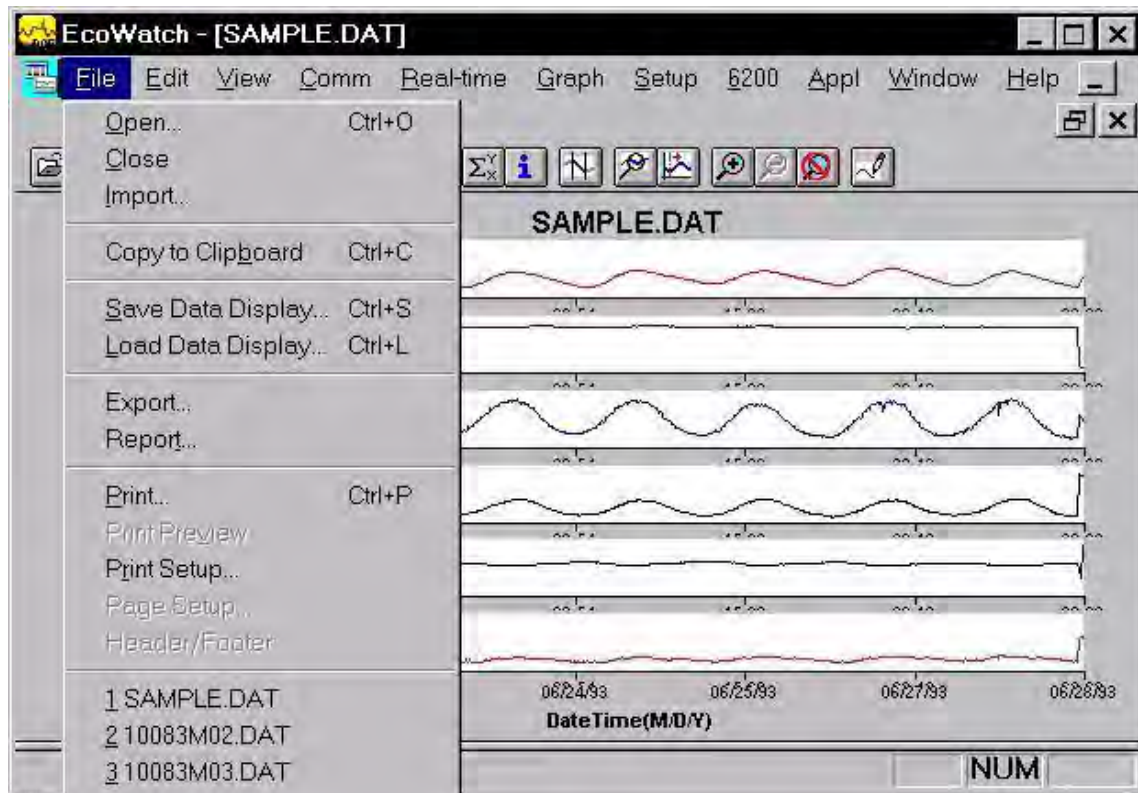 EcoWatch - [SAMPLE.DAT]
File Edit View Comm Real-time Graph Setup 6200 Appl Window Help
Open... Ctrl+O
Close
Import...
Copy to Clipboard Ctrl+C
Save Data Display... Ctrl+S
Load Data Display... Ctrl+L
Export...
Report...
Print... Ctrl+P
Print Preview
Print Setup...
Page Setup...
Header/Footer
1 SAMPLE.DAT
2 10083M02.DAT
3 10083M03.DAT
SAMPLE.DAT
06/24/93 06/25/93 06/27/93 06/28/93
DateTime(M/D/Y)
NUM